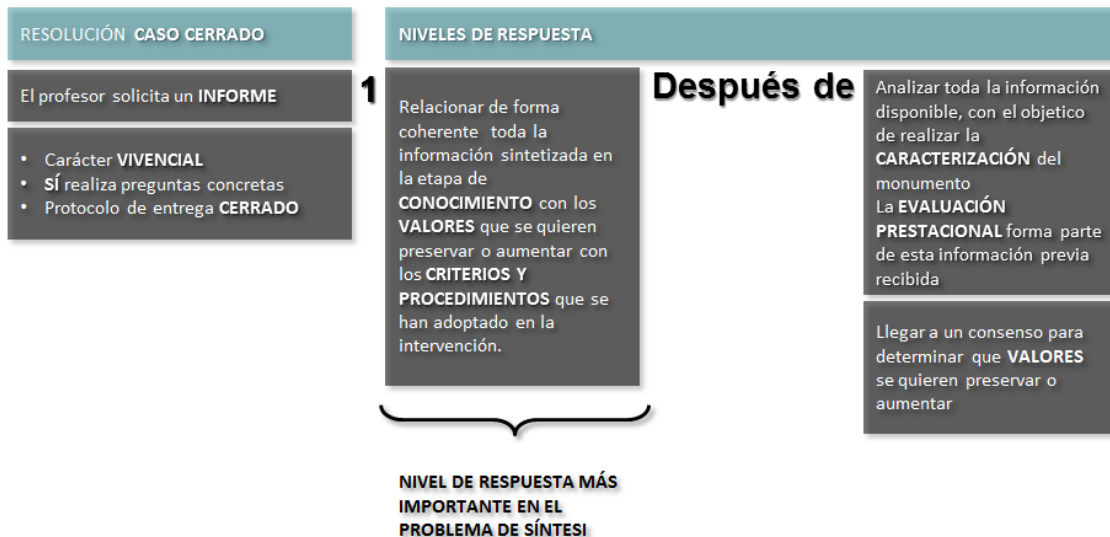 RESOLUCIÓN CASO CERRADO
El profesor solicita un INFORME
• Carácter VIVENCIAL
• SÍ realiza preguntas concretas
• Protocolo de entrega CERRADO
NIVELES DE RESPUESTA
1
Relacionar de forma
coherente toda la
información sintetizada en
la etapa de
CONOCIMIENTO con los
VALORES que se quieren
preservar o aumentar con
los CRITERIOS Y
PROCEDIMIENTOS que se
han adoptado en la
intervención.
NIVEL DE RESPUESTA MÁS
IMPORTANTE EN EL
PROBLEMA DE SÍNTESI
Después de
Analizar toda la información
disponible, con el objetico
de realizar la
CARACTERIZACIÓN del
monumento
La EVALUACIÓN
PRESTACIONAL forma parte
de esta información previa
recibida
Llegar a un consenso para
determinar que VALORES
se quieren preservar o
aumentar